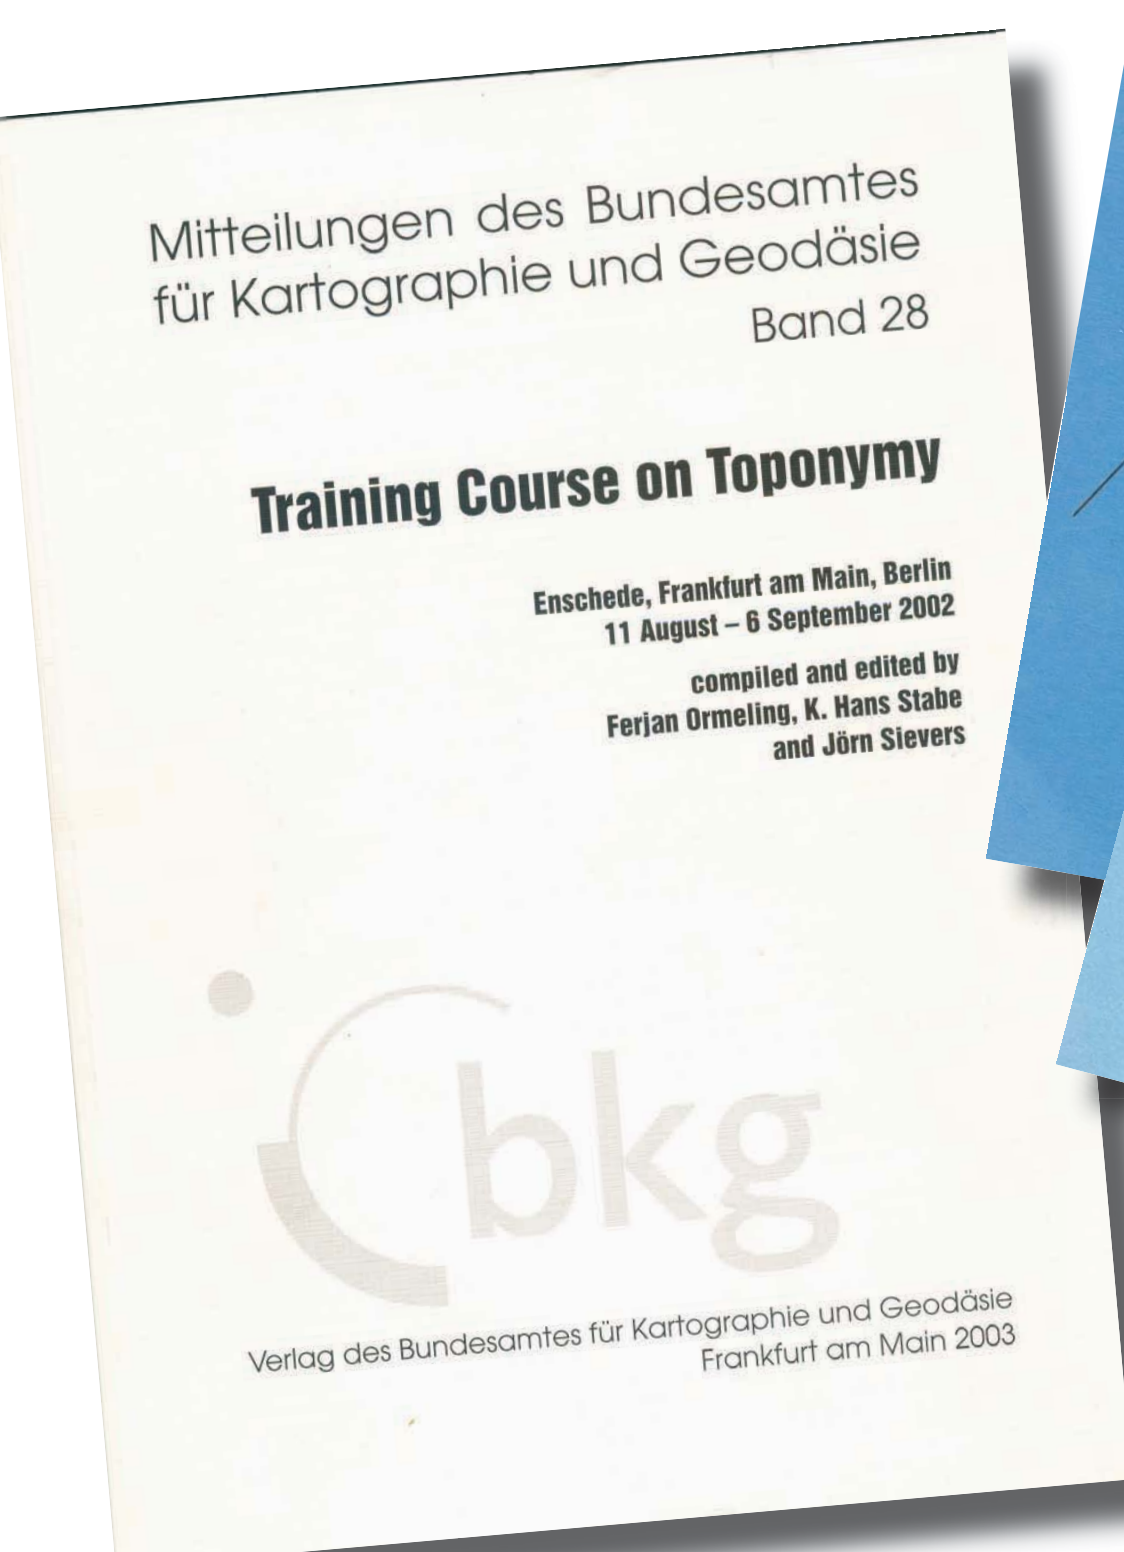 Mitteilungen des Bundesamtes
für Kartographie und Geodäsie
Band 28
Training Course on Toponymy
Enschede, Frankfurt am Main, Berlin
11 August – 6 September 2002
compiled and edited by
Ferjan Ormeling, K. Hans Stabe
and Jörn Sievers
bkg
Verlag des Bundesamtes für Kartographie und Geodäsie
Frankfurt am Main 2003